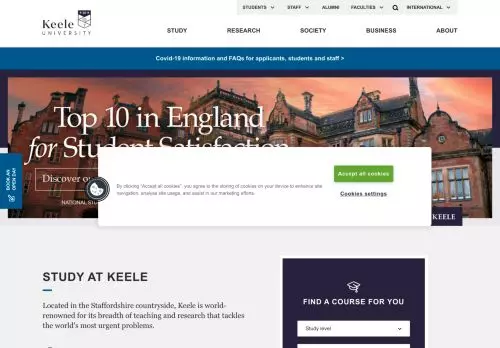 STUDENTS STAFF ALUMNI FACULTIES INTERNATIONAL
Keele
UNIVERSITY
STUDY RESEARCH SOCIETY BUSINESS ABOUT
Covid-19 information and FAQs for applicants, students and staff >
Top 10 in England
for Student Satisfaction
Discover
NATIONAL
BOOK AN
OPEN DAY
By clicking "Accept all cookies" you agree to the storing of cookies on your device to enhance site
navigation, analyse site usage, and assist in our marketing efforts.
Accept all cookies
Cookies settings
KEELE
STUDY AT KEELE
Located in the Staffordshire countryside, Keele is world-
renowned for its breadth of teaching and research that tackles
the world's most urgent problems.
FIND A COURSE FOR YOU
Study level